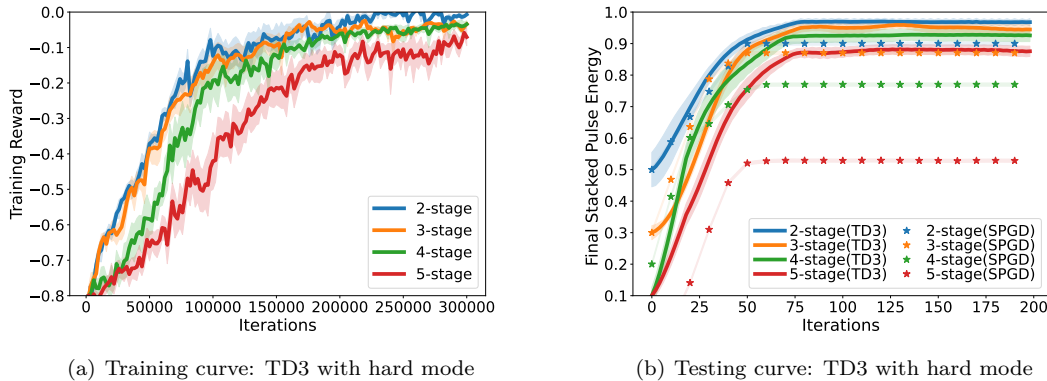 Training Reward
0.0
−0.1
−0.2
−0.3
−0.4
−0.5
−0.6
−0.7
−0.8
2-stage
3-stage
4-stage
5-stage
0 50000 100000 150000 200000 250000 300000
Iterations
(a) Training curve: TD3 with hard mode
Final Stacked Pulse Energy
1.0
0.9
0.8
0.7
0.6
0.5
0.4
0.3
0.2
0.1
2-stage(TD3) 2-stage(SPGD)
3-stage(TD3) 3-stage(SPGD)
4-stage(TD3) 4-stage(SPGD)
5-stage(TD3) 5-stage(SPGD)
0 25 50 75 100 125 150 175 200
Iterations
(b) Testing curve: TD3 with hard mode